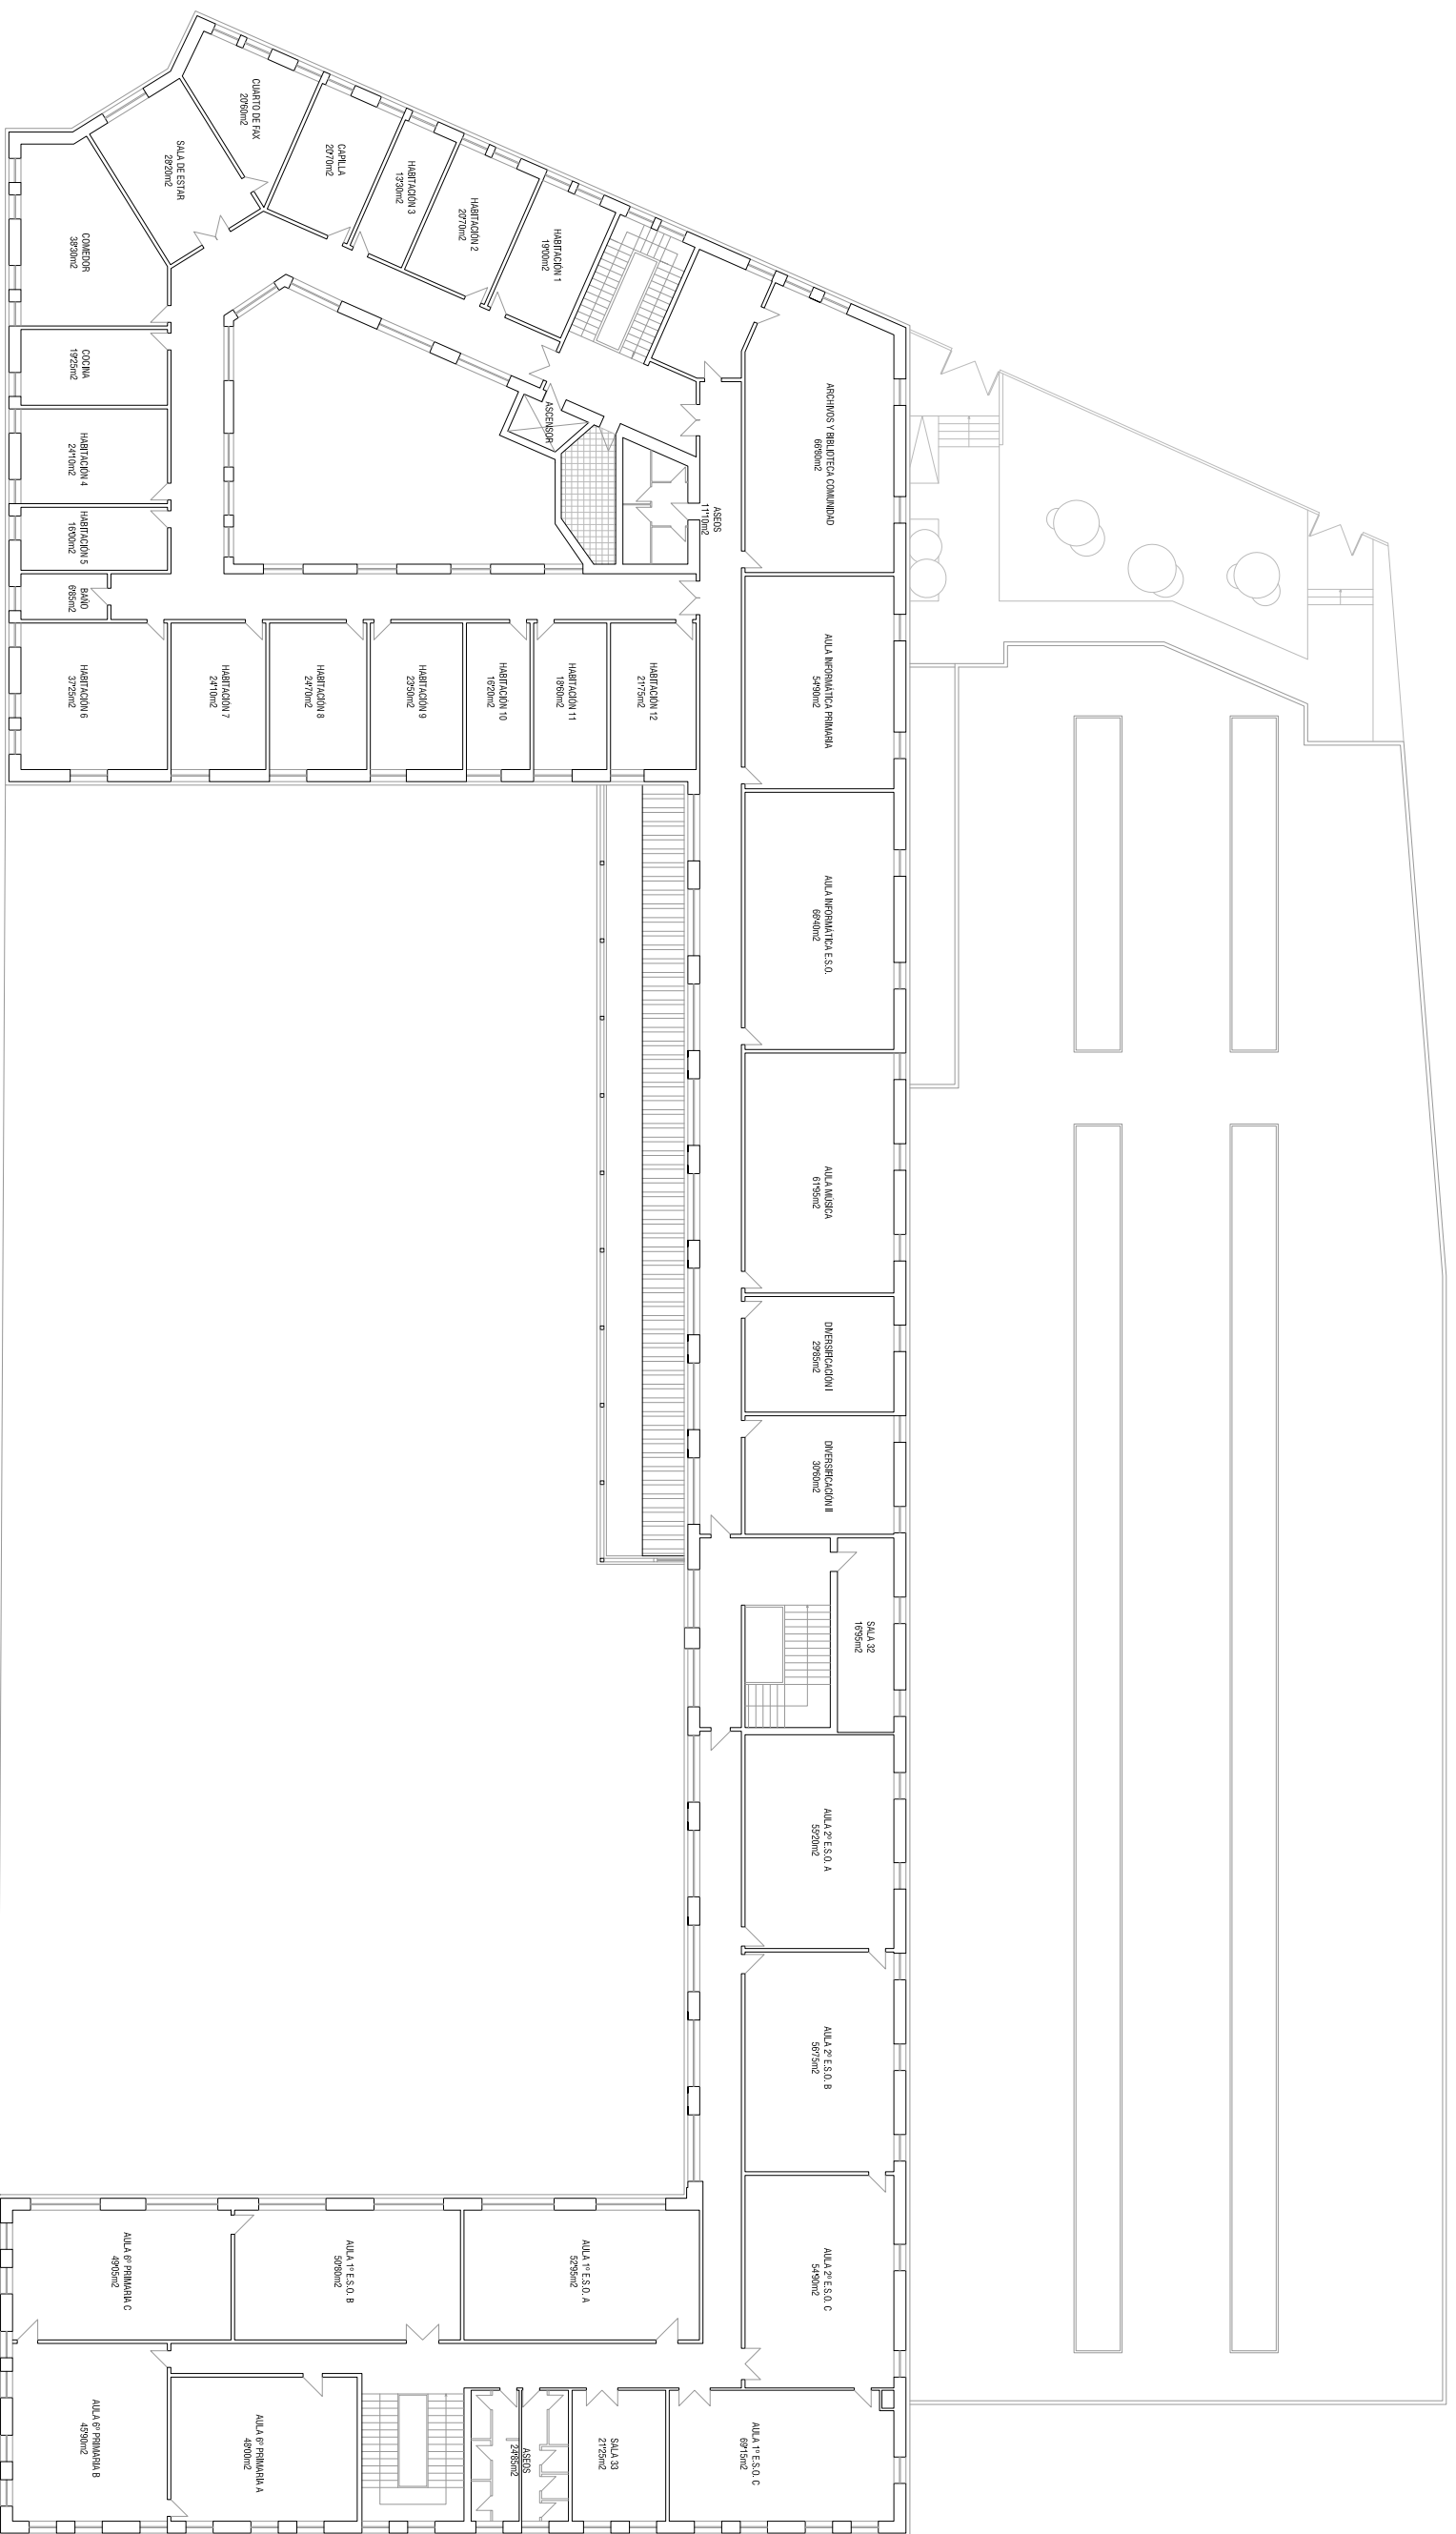 CUARTO DE FAX
20'60m2
CAPILLA
20'70m2
SALA DE ESTAR
28'20m2
HABITACIÓN 3
13'30m2
HABITACIÓN 2
20'70m2
HABITACIÓN 1
19'00m2
COMEDOR
38'30m2
COCINA
19'25m2
HABITACIÓN 4
24'10m2
HABITACIÓN 5
16'00m2
BAÑO
6'85m2
ASCENSOR
ASEOS
11'10m2
ARCHIVOS Y BIBLIOTECA COMUNIDAD
66'80m2
HABITACIÓN 6
37'25m2
HABITACIÓN 7
24'10m2
HABITACIÓN 8
24'70m2
HABITACIÓN 9
23'50m2
HABITACIÓN 10
16'20m2
HABITACIÓN 11
18'60m2
HABITACIÓN 12
21'75m2
AULA INFORMÁTICA PRIMARIA
54'90m2
AULA INFORMÁTICA E.S.O.
66'40m2
AULA MÚSICA
61'95m2
DIVERSIFICACIÓN I
29'85m2
DIVERSIFICACIÓN II
30'60m2
SALA 32
16'95m2
AULA 2º E.S.O. A
55'20m2
AULA 2º E.S.O. B
56'75m2
AULA 2º E.S.O. C
54'90m2
AULA 6º PRIMARIA C
49'05m2
AULA 1º E.S.O. B
50'80m2
AULA 1º E.S.O. A
52'95m2
AULA 6º PRIMARIA B
45'90m2
AULA 6º PRIMARIA A
48'00m2
ASEOS
24'85m2
SALA 33
21'25m2
AULA 1º E.S.O. C
69'15m2